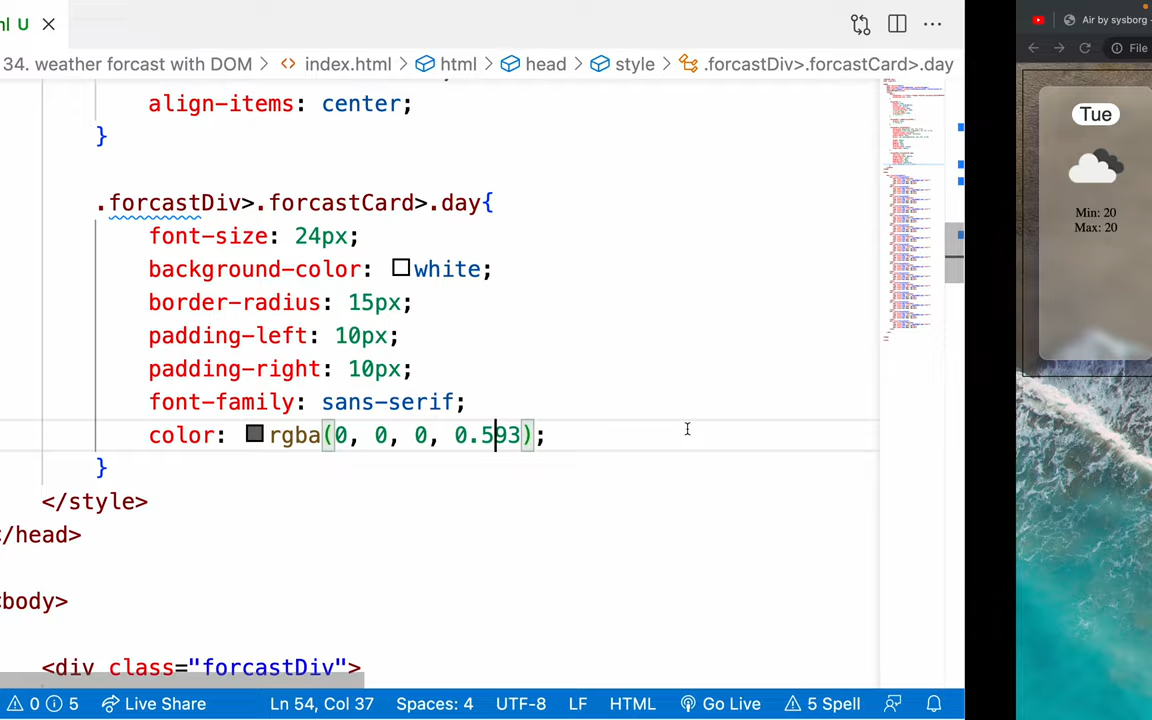 ml U
Air by sysborg
34. weather forcast with DOM > index.html > html > head > style > .forcastDiv>.forcastCard>.day
File
align-items: center;
}
.forcastDiv>.forcastCard>.day{
font-size: 24px;
background-color: white;
border-radius: 15px;
padding-left: 10px;
padding-right: 10px;
font-family: sans-serif;
color: rgba(0, 0, 0, 0.593);
}
</style>
</head>
<body>
<div class="forcastDiv">
Tue
Min: 20
Max: 20
0 5 Live Share Ln 54, Col 37 Spaces: 4 UTF-8 LF HTML Go Live 5 Spell